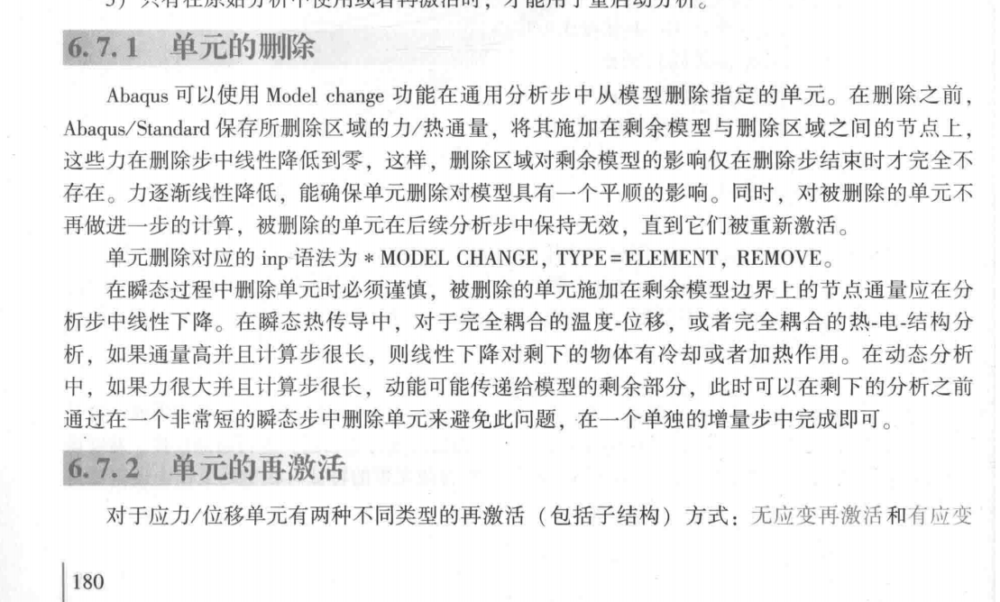 3）只有在原始分析中使用或者再激活时，才能用于重启动分析。
6.7.1 单元的删除
Abaqus 可以使用 Model change 功能在通用分析步中从模型删除指定的单元。在删除之前，
Abaqus/Standard 保存所删除区域的力/热通量，将其施加在剩余模型与删除区域之间的节点上，
这些力在删除步中线性降低到零，这样，删除区域对剩余模型的影响仅在删除步结束时才完全不
存在。力逐渐线性降低，能确保单元删除对模型具有一个平顺的影响。同时，对被删除的单元不
再做进一步的计算，被删除的单元在后续分析步中保持无效，直到它们被重新激活。
单元删除对应的 inp 语法为 * MODEL CHANGE，TYPE=ELEMENT，REMOVE。
在瞬态过程中删除单元时必须谨慎，被删除的单元施加在剩余模型边界上的节点通量应在分
析步中线性下降。在瞬态热传导中，对于完全耦合的温度-位移，或者完全耦合的热-电-结构分
析，如果通量高并且计算步很长，则线性下降对剩下的物体有冷却或者加热作用。在动态分析
中，如果力很大并且计算步很长，动能可能传递给模型的剩余部分，此时可以在剩下的分析之前
通过在一个非常短的瞬态步中删除单元来避免此问题，在一个单独的增量步中完成即可。
6.7.2 单元的再激活
对于应力/位移单元有两种不同类型的再激活（包括子结构）方式：无应变再激活和有应变
180